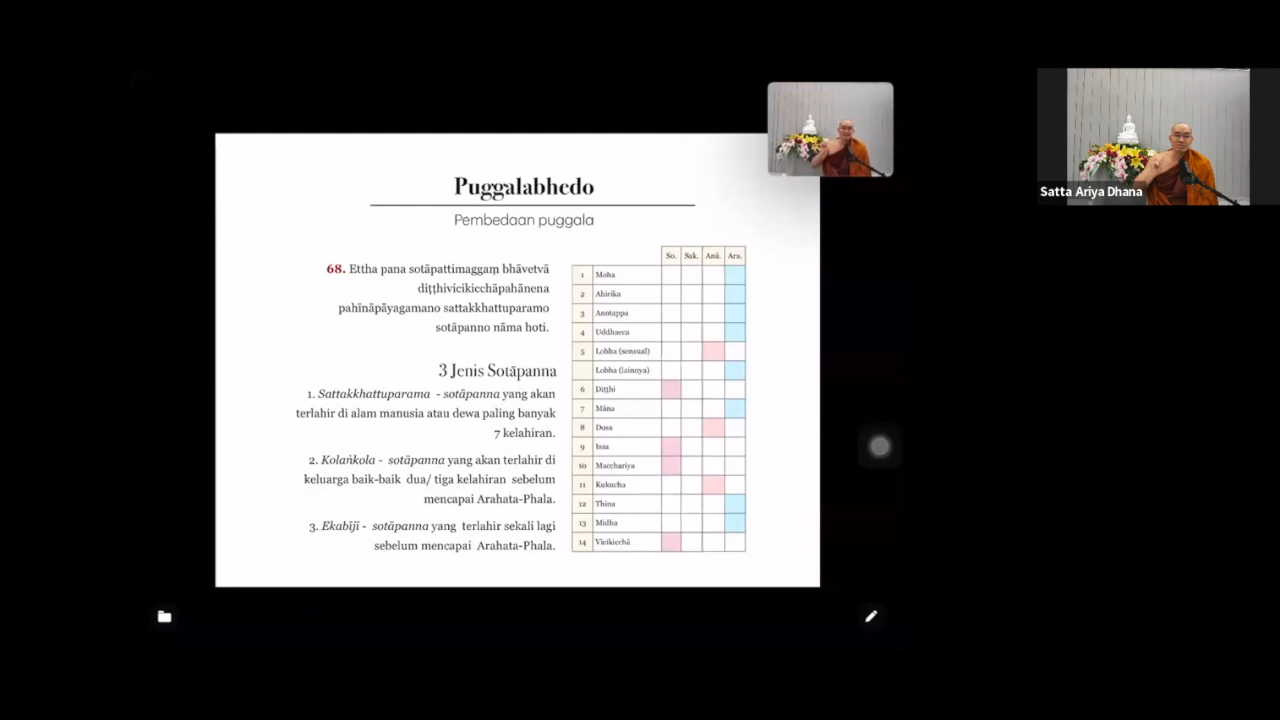 Puggalabhedo
Pembedaan puggala
68. Ettha pana sotāpattimaggaṃ bhāvetvā
diṭṭhivicikicchāpahānena
pahīnāpāyagamano sattakkhattuparamo
sotāpanno nāma hoti.
3 Jenis Sotāpanna
1. Sattakkhattuparama - sotāpanna yang akan
terlahir di alam manusia atau dewa paling banyak
7 kelahiran.
2. Kolaṅkola - sotāpanna yang akan terlahir di
keluarga baik-baik dua/ tiga kelahiran sebelum
mencapai Arahata-Phala.
3. Ekabījī - sotāpanna yang terlahir sekali lagi
sebelum mencapai Arahata-Phala.
So. Sak. Anā. Ara.
1 Moha
2 Ahirika
3 Anotappa
4 Uddhacca
5 Lobha (sensual)
Lobha (lainnya)
6 Diṭṭhi
7 Māna
8 Dosa
9 Issa
10 Macchariya
11 Kukucha
12 Thina
13 Midha
14 Vicikicchā
Satta Ariya Dhana